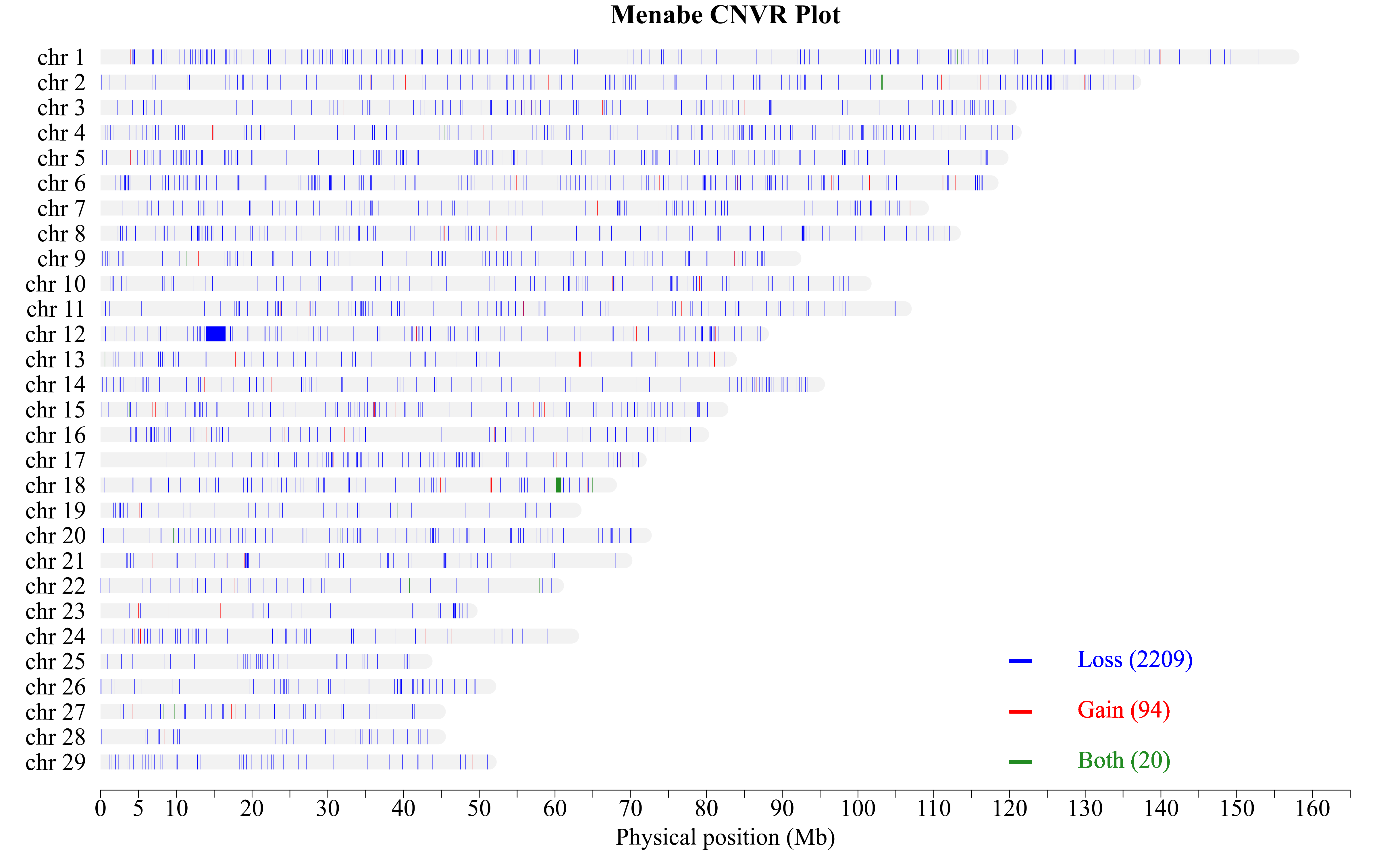 Menabe CNVR Plot
chr 1
chr 2
chr 3
chr 4
chr 5
chr 6
chr 7
chr 8
chr 9
chr 10
chr 11
chr 12
chr 13
chr 14
chr 15
chr 16
chr 17
chr 18
chr 19
chr 20
chr 21
chr 22
chr 23
chr 24
chr 25
chr 26
chr 27
chr 28
chr 29
Loss (2209)
Gain (94)
Both (20)
0 5 10 20 30 40 50 60 70 80 90 100 110 120 130 140 150 160
Physical position (Mb)